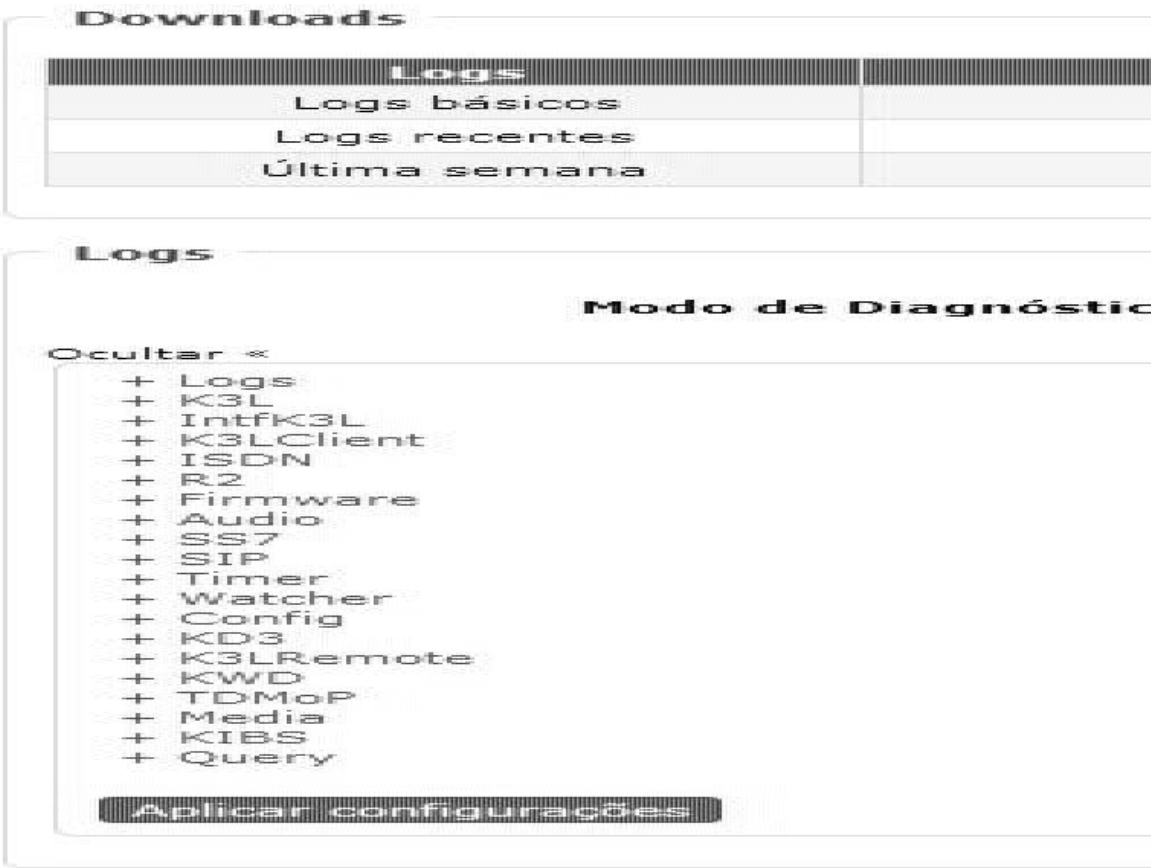 Downloads
Logs
Logs básicos
Logs recentes
Última semana
Logs
Modo de Diagnóstic
Ocultar «
+ Logs
+ K3L
+ IntfK3L
+ K3LClient
+ ISDN
+ R2
+ Firmware
+ Audio
+ SS7
+ SIP
+ Timer
+ Watcher
+ Config
+ KD3
+ K3LRemote
+ KWD
+ TDMoP
+ Media
+ KIBS
+ Query
Aplicar configurações